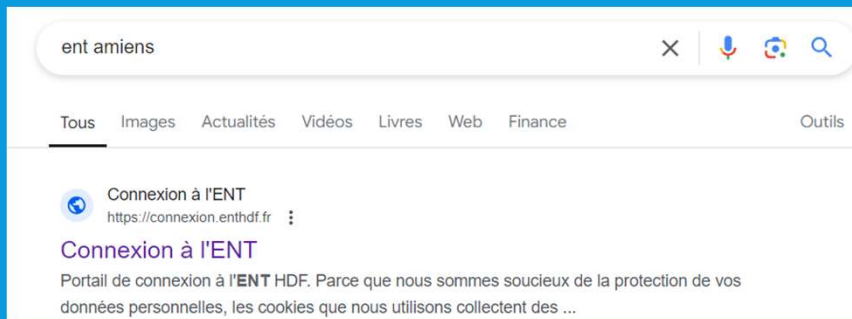 ent amiens
Tous Images Actualités Vidéos Livres Web Finance Outils
Connexion à l'ENT
https://connexion.enthdf.fr
Connexion à l'ENT
Portail de connexion à l'ENT HDF. Parce que nous sommes soucieux de la protection de vos
données personnelles, les cookies que nous utilisons collectent des ...